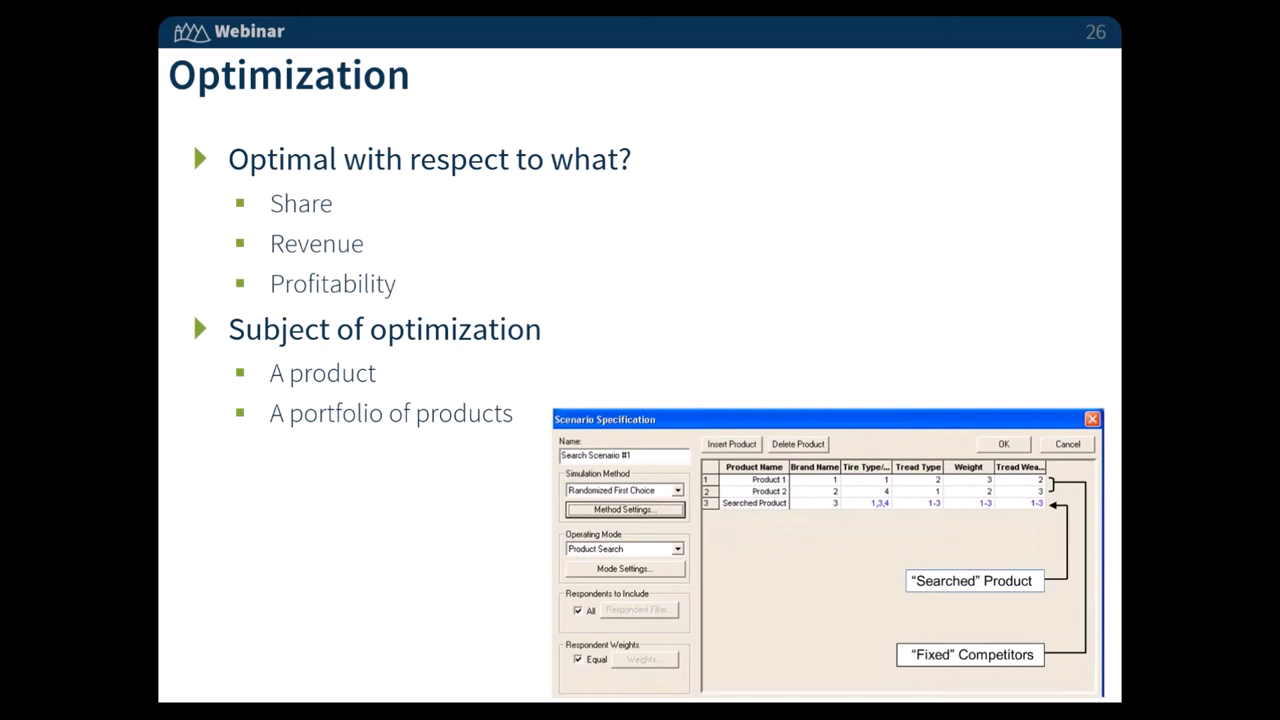 Webinar
26
Optimization
Optimal with respect to what?
Share
Revenue
Profitability
Subject of optimization
A product
A portfolio of products
Scenario Specification
Name:
Search Scenario #1
Insert Product Delete Product OK Cancel
Simulation Method
Randomized First Choice
Method Settings...
Operating Mode
Product Search
Mode Settings...
Respondents to Include
All Respondent Filter...
Respondent Weights
Equal Weights...
Product Name Brand Name Tire Type/... Tread Type Weight Tread Wea...
1 Product 1 1 1 2 3 2
2 Product 2 2 4 1 2 3
3 Searched Product 3 1,3,4 1-3 1-3 1-3
“Searched” Product
“Fixed” Competitors